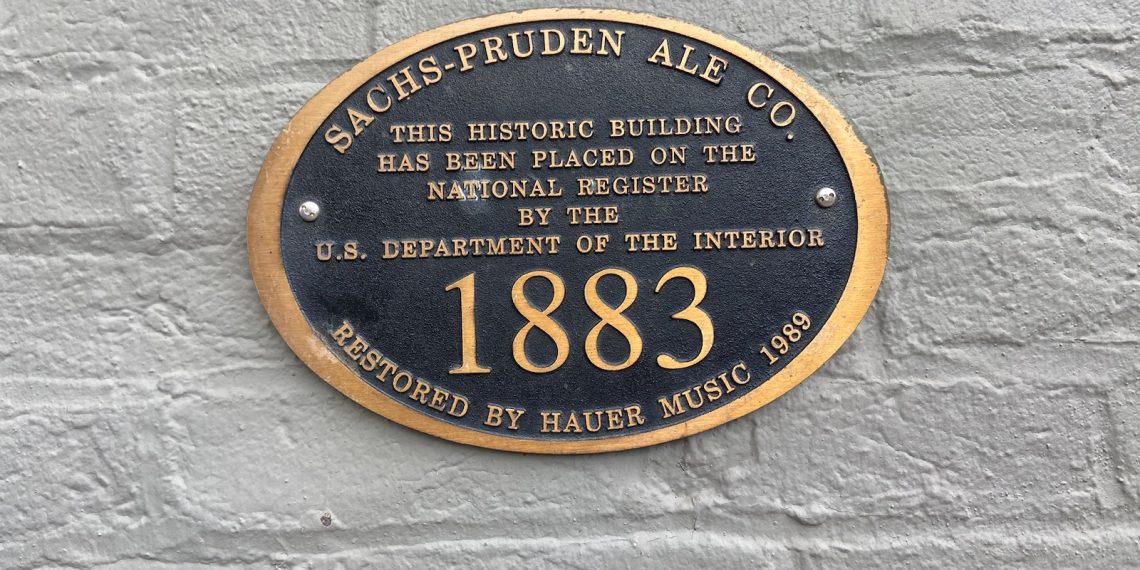 SACHS-PRUDEN ALE CO.
THIS HISTORIC BUILDING
HAS BEEN PLACED ON THE
NATIONAL REGISTER
BY THE
U.S. DEPARTMENT OF THE INTERIOR
1883
RESTORED BY HAUER MUSIC 1989